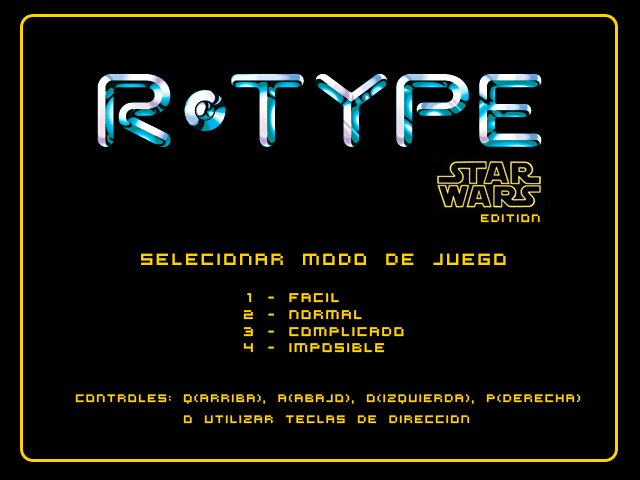 R-TYPE
STAR
WARS
EDITION
SELECIONAR MODO DE JUEGO
1 - FACIL
2 - NORMAL
3 - COMPLICADO
4 - IMPOSIBLE
CONTROLES: Q(ARRIBA), A(ABAJO), O(IZQUIERDA), P(DERECHA)
O UTILIZAR TECLAS DE DIRECCION